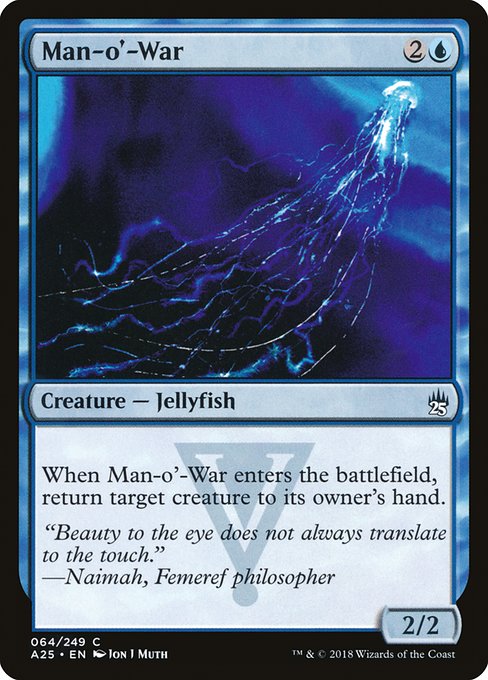 Man-o'-War 2
Creature — Jellyfish
25
V
When Man-o'-War enters the battlefield,
return target creature to its owner's hand.
"Beauty to the eye does not always translate
to the touch."
—Naimah, Femeref philosopher
2/2
064/249 C
A25 • EN Jon J Muth
™ & © 2018 Wizards of the Coast